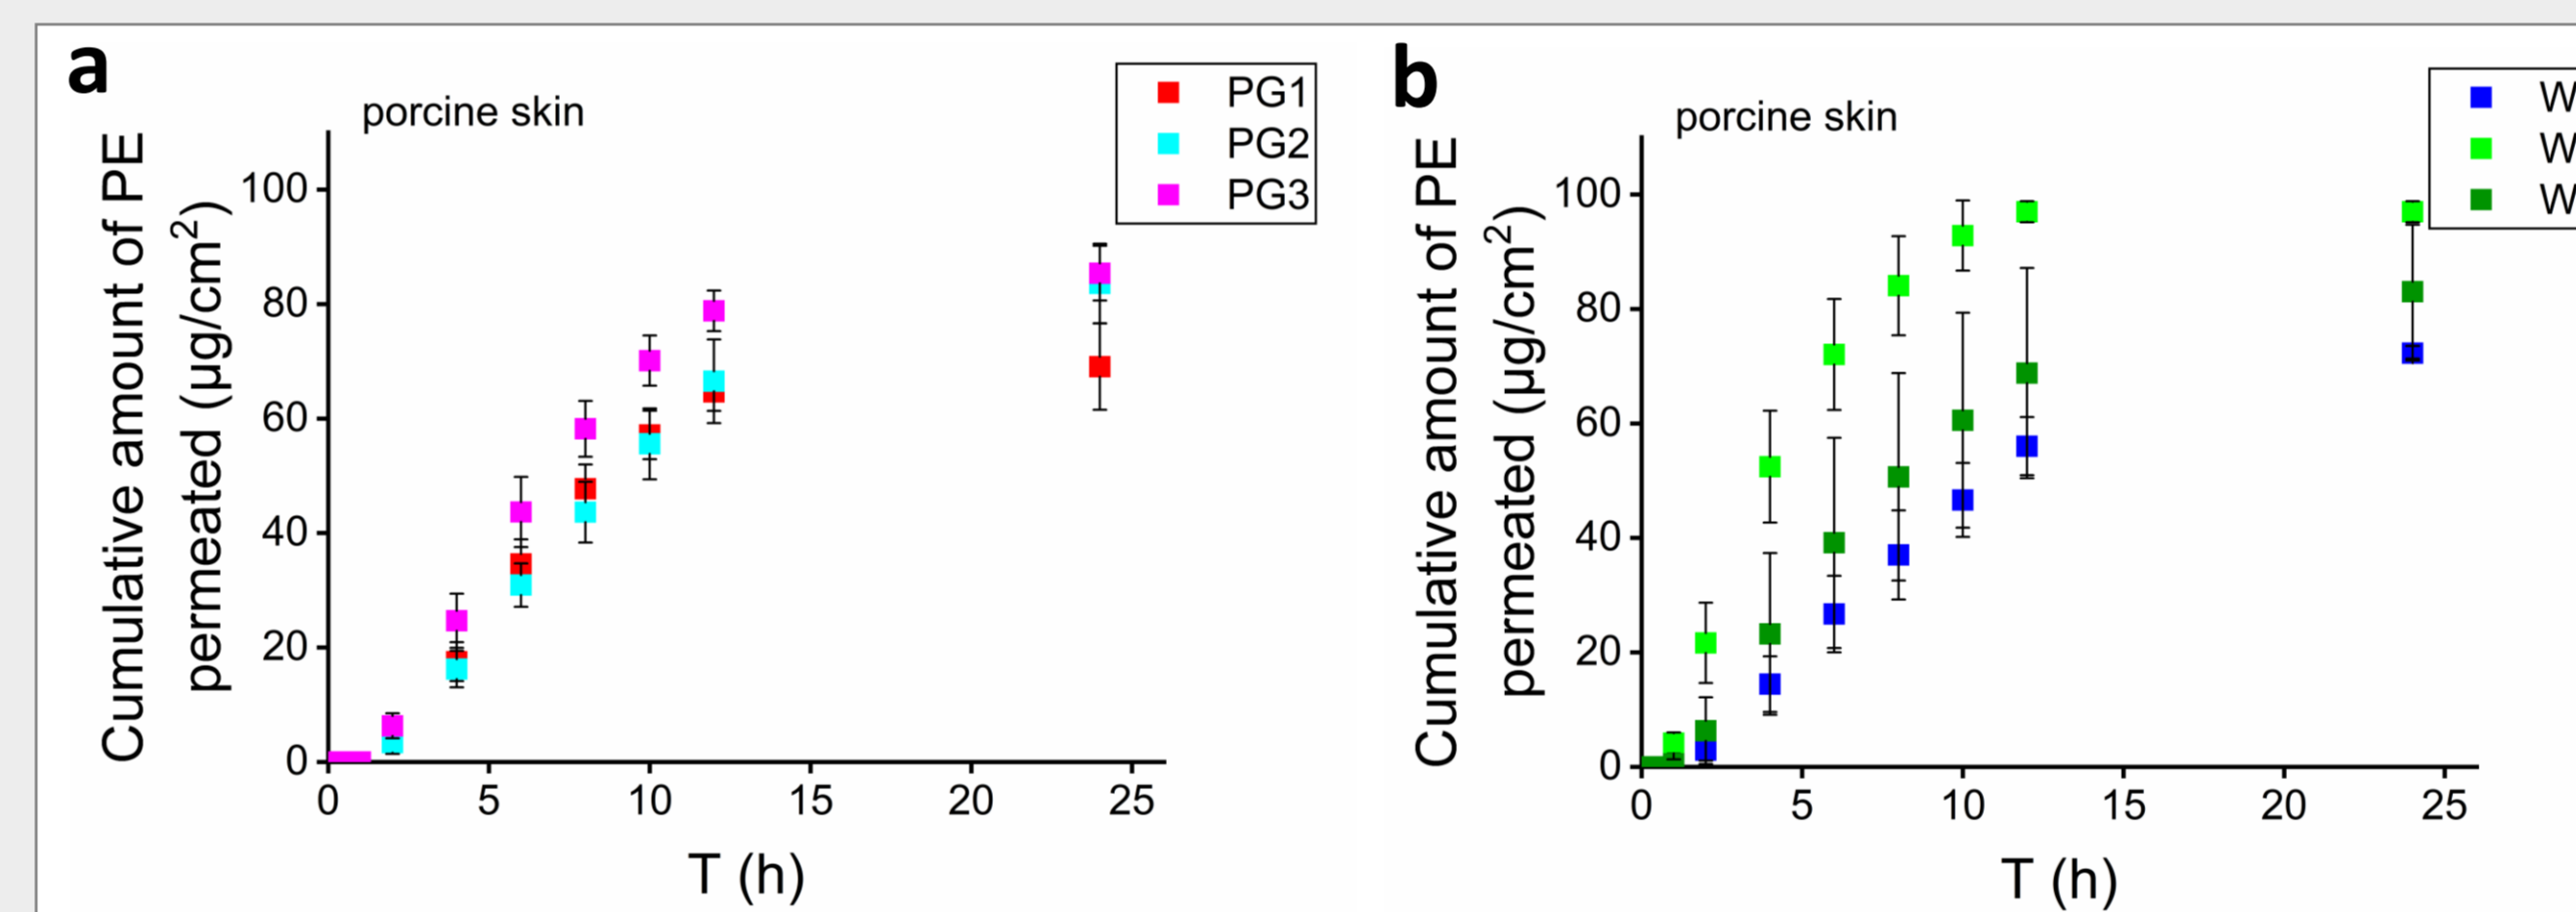 a
porcine skin
PG1
PG2
PG3
Cumulative amount of PE
permeated (µg/cm²)
100
80
60
40
20
0
0 5 10 15 20 25
T (h)
b
porcine skin
W
W
W
Cumulative amount of PE
permeated (µg/cm²)
100
80
60
40
20
0
0 5 10 15 20 25
T (h)